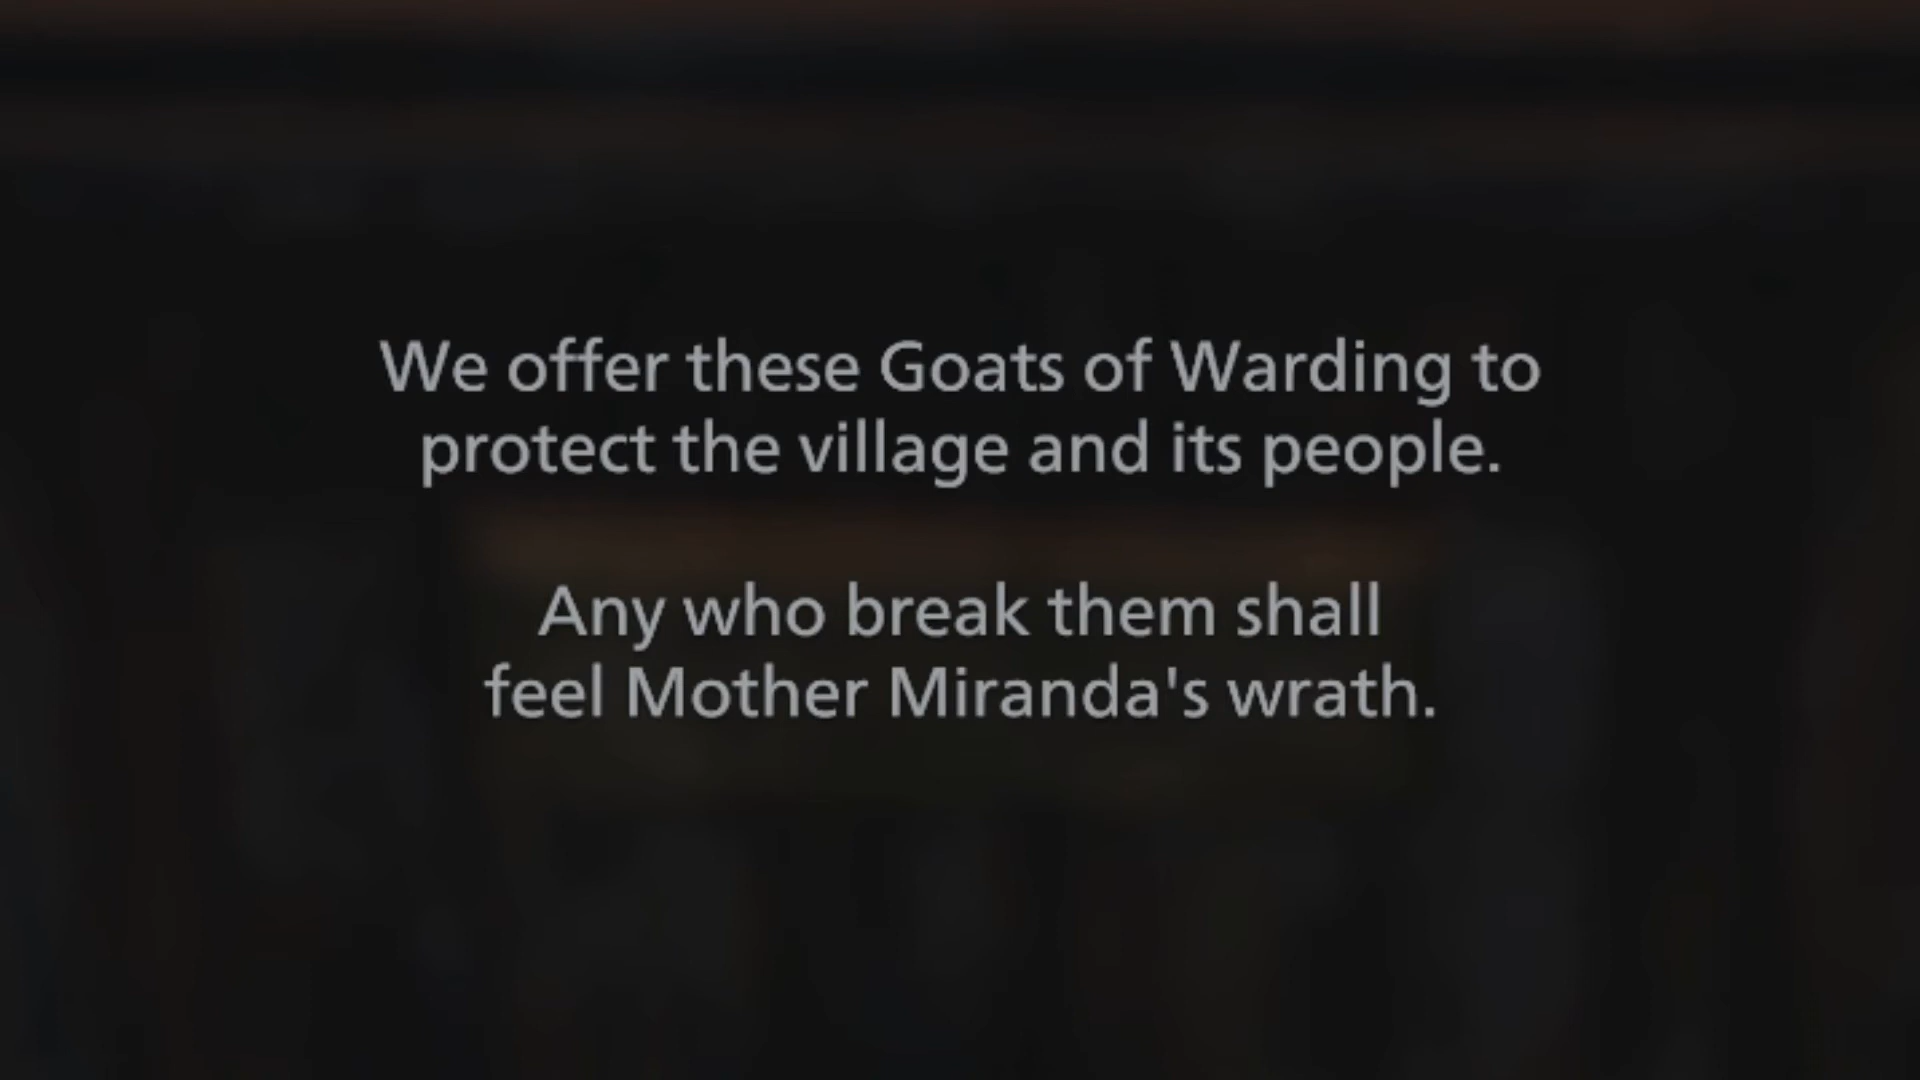 We offer these Goats of Warding to
protect the village and its people.
Any who break them shall
feel Mother Miranda's wrath.